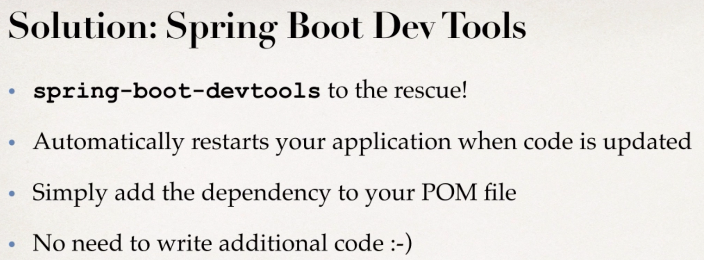 Solution: Spring Boot Dev Tools
• spring-boot-devtools to the rescue!
• Automatically restarts your application when code is updated
• Simply add the dependency to your POM file
• No need to write additional code :-)